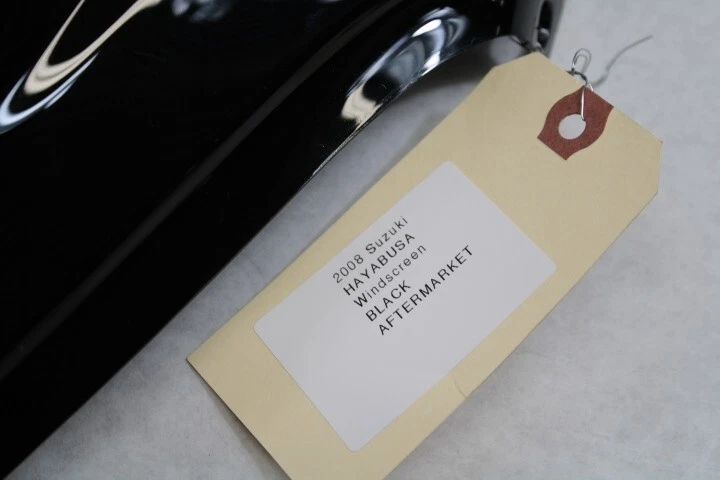 2008 Suzuki
HAYABUSA
Windscreen
BLACK
AFTERMARKET